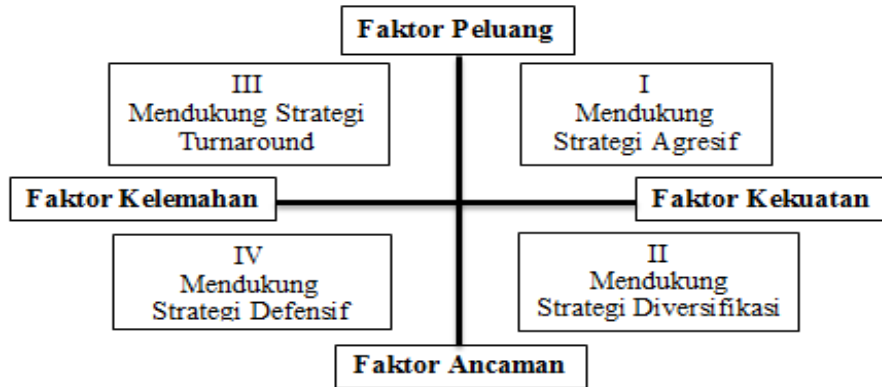 Faktor Peluang
III
Mendukung Strategi
Turnaround
I
Mendukung
Strategi Agresif
Faktor Kelemahan
Faktor Kekuatan
IV
Mendukung
Strategi Defensif
II
Mendukung
Strategi Diversifikasi
Faktor Ancaman